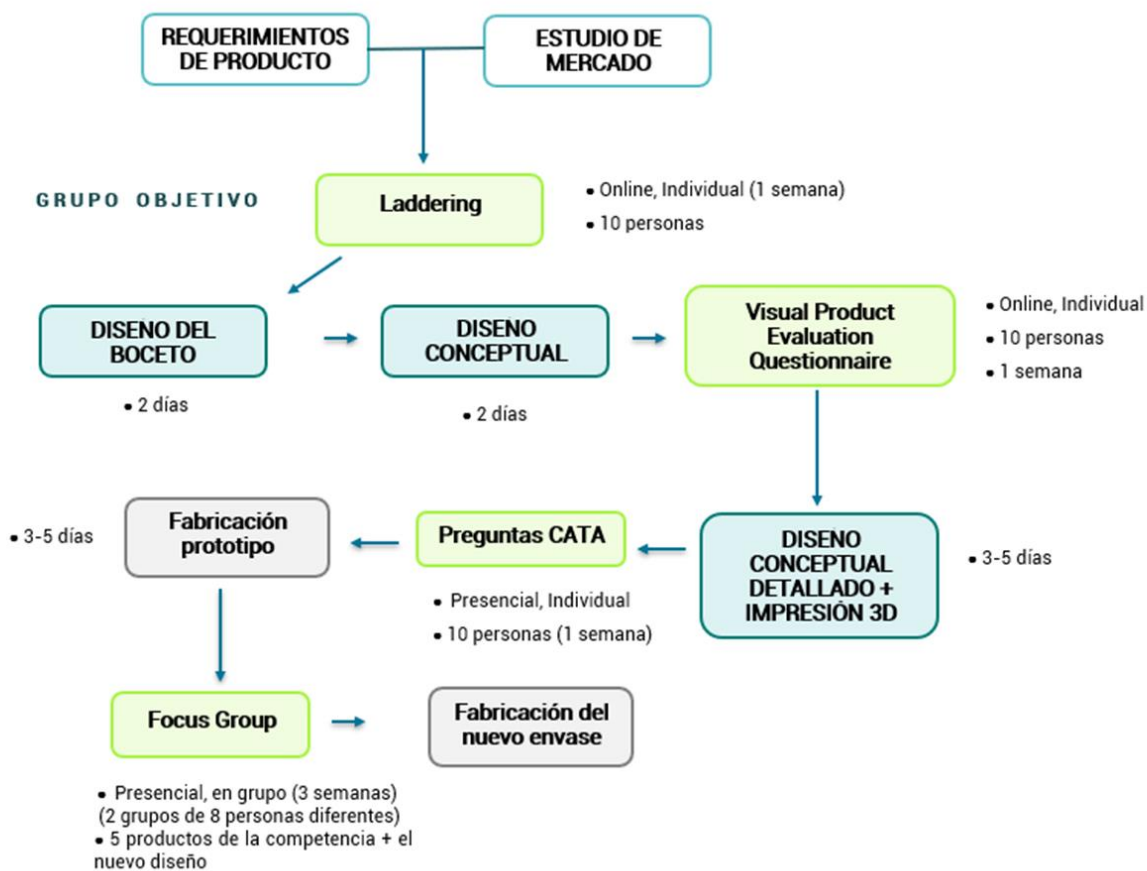 REQUERIMIENTOS
DE PRODUCTO
ESTUDIO DE
MERCADO
GRUPO OBJETIVO
Laddering
• Online, Individual (1 semana)
• 10 personas
DISEÑO DEL
BOCETO
• 2 días
DISEÑO
CONCEPTUAL
• 2 días
Visual Product
Evaluation
Questionnaire
• Online, Individual
• 10 personas
• 1 semana
DISEÑO
CONCEPTUAL
DETALLADO +
IMPRESIÓN 3D
• 3-5 días
Preguntas CATA
• Presencial, Individual
• 10 personas (1 semana)
Fabricación
prototipo
• 3-5 días
Focus Group
• Presencial, en grupo (3 semanas)
(2 grupos de 8 personas diferentes)
• 5 productos de la competencia + el
nuevo diseño
Fabricación del
nuevo envase